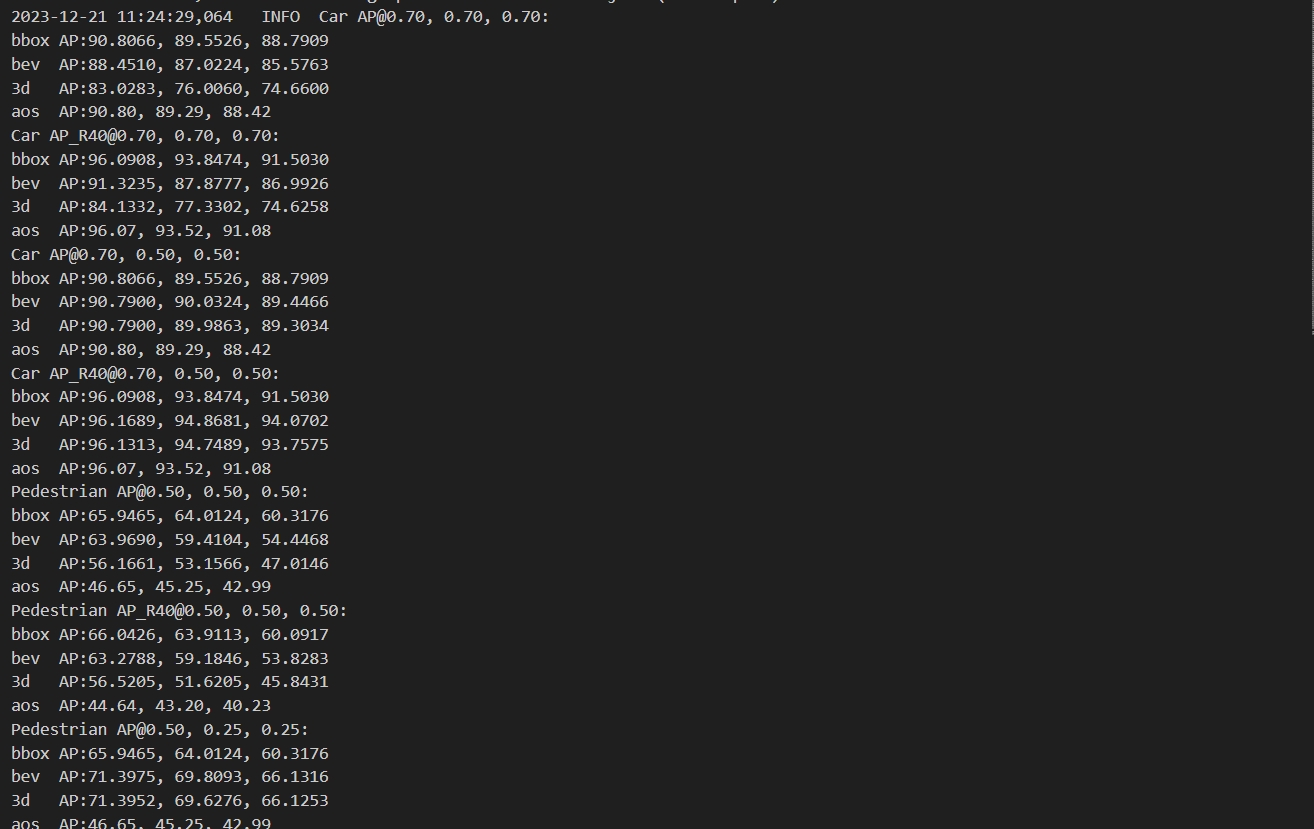 2023-12-21 11:24:29,064   INFO  Car AP@0.70, 0.70, 0.70:
bbox AP:90.8066, 89.5526, 88.7909
bev  AP:88.4510, 87.0224, 85.5763
3d   AP:83.0283, 76.0060, 74.6600
aos  AP:90.80, 89.29, 88.42
Car AP_R40@0.70, 0.70, 0.70:
bbox AP:96.0908, 93.8474, 91.5030
bev  AP:91.3235, 87.8777, 86.9926
3d   AP:84.1332, 77.3302, 74.6258
aos  AP:96.07, 93.52, 91.08
Car AP@0.70, 0.50, 0.50:
bbox AP:90.8066, 89.5526, 88.7909
bev  AP:90.7900, 90.0324, 89.4466
3d   AP:90.7900, 89.9863, 89.3034
aos  AP:90.80, 89.29, 88.42
Car AP_R40@0.70, 0.50, 0.50:
bbox AP:96.0908, 93.8474, 91.5030
bev  AP:96.1689, 94.8681, 94.0702
3d   AP:96.1313, 94.7489, 93.7575
aos  AP:96.07, 93.52, 91.08
Pedestrian AP@0.50, 0.50, 0.50:
bbox AP:65.9465, 64.0124, 60.3176
bev  AP:63.9690, 59.4104, 54.4468
3d   AP:56.1661, 53.1566, 47.0146
aos  AP:46.65, 45.25, 42.99
Pedestrian AP_R40@0.50, 0.50, 0.50:
bbox AP:66.0426, 63.9113, 60.0917
bev  AP:63.2788, 59.1846, 53.8283
3d   AP:56.5205, 51.6205, 45.8431
aos  AP:44.64, 43.20, 40.23
Pedestrian AP@0.50, 0.25, 0.25:
bbox AP:65.9465, 64.0124, 60.3176
bev  AP:71.3975, 69.8093, 66.1316
3d   AP:71.3952, 69.6276, 66.1253
aos  AP:46.65, 45.25, 42.99